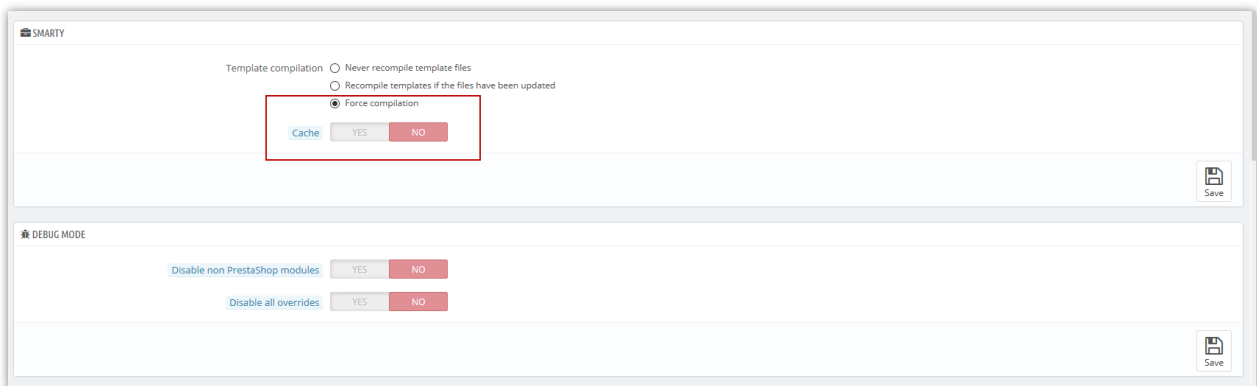 SMARTY
Template compilation Never recompile template files
Recompile templates if the files have been updated
Force compilation
Cache YES NO
Save
DEBUG MODE
Disable non PrestaShop modules YES NO
Disable all overrides YES NO
Save